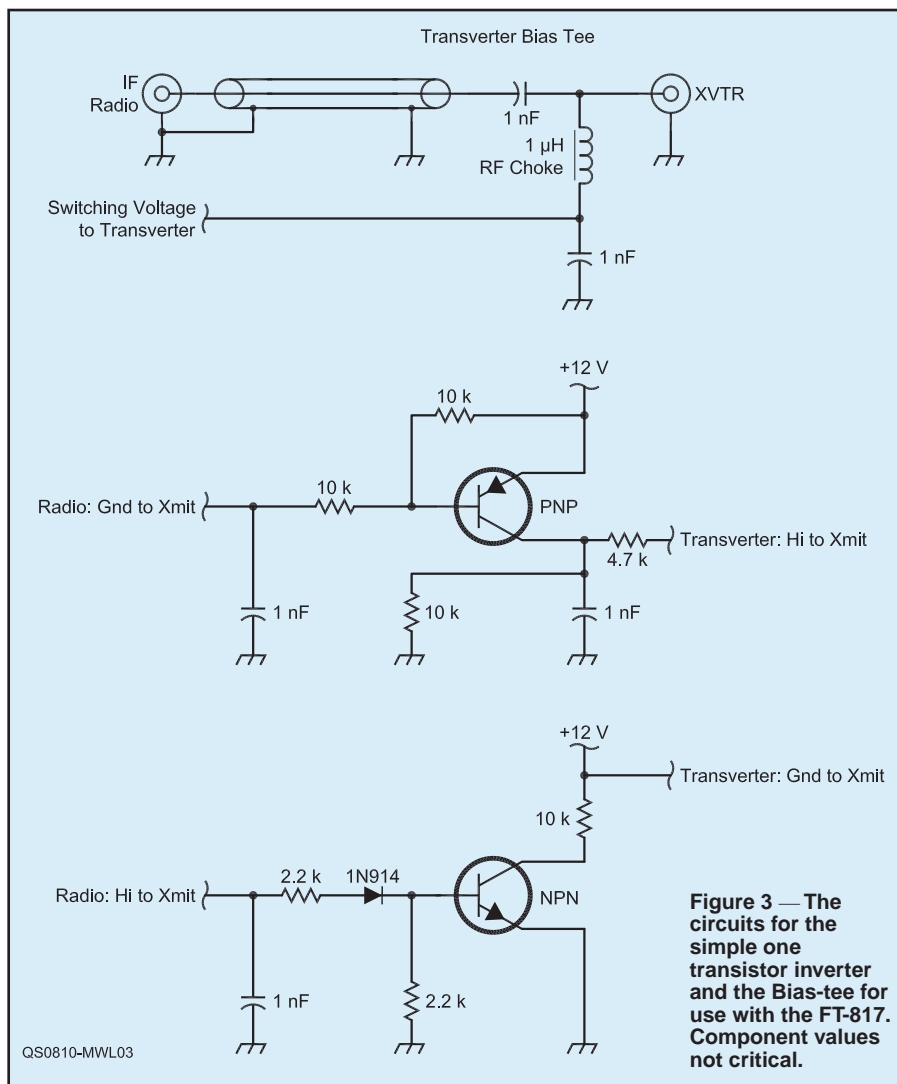 Transverter Bias Tee
IF
Radio
1 nF
XVTR
1 µH
RF Choke
Switching Voltage
to Transverter
1 nF
+12 V
10 k
Radio: Gnd to Xmit
10 k
PNP
Transverter: Hi to Xmit
4.7 k
1 nF
10 k
1 nF
+12 V
Transverter: Gnd to Xmit
10 k
Radio: Hi to Xmit
2.2 k
1N914
NPN
1 nF
2.2 k
Figure 3 — The
circuits for the
simple one
transistor inverter
and the Bias-tee for
use with the FT-817.
Component values
not critical.
QS0810-MWL03